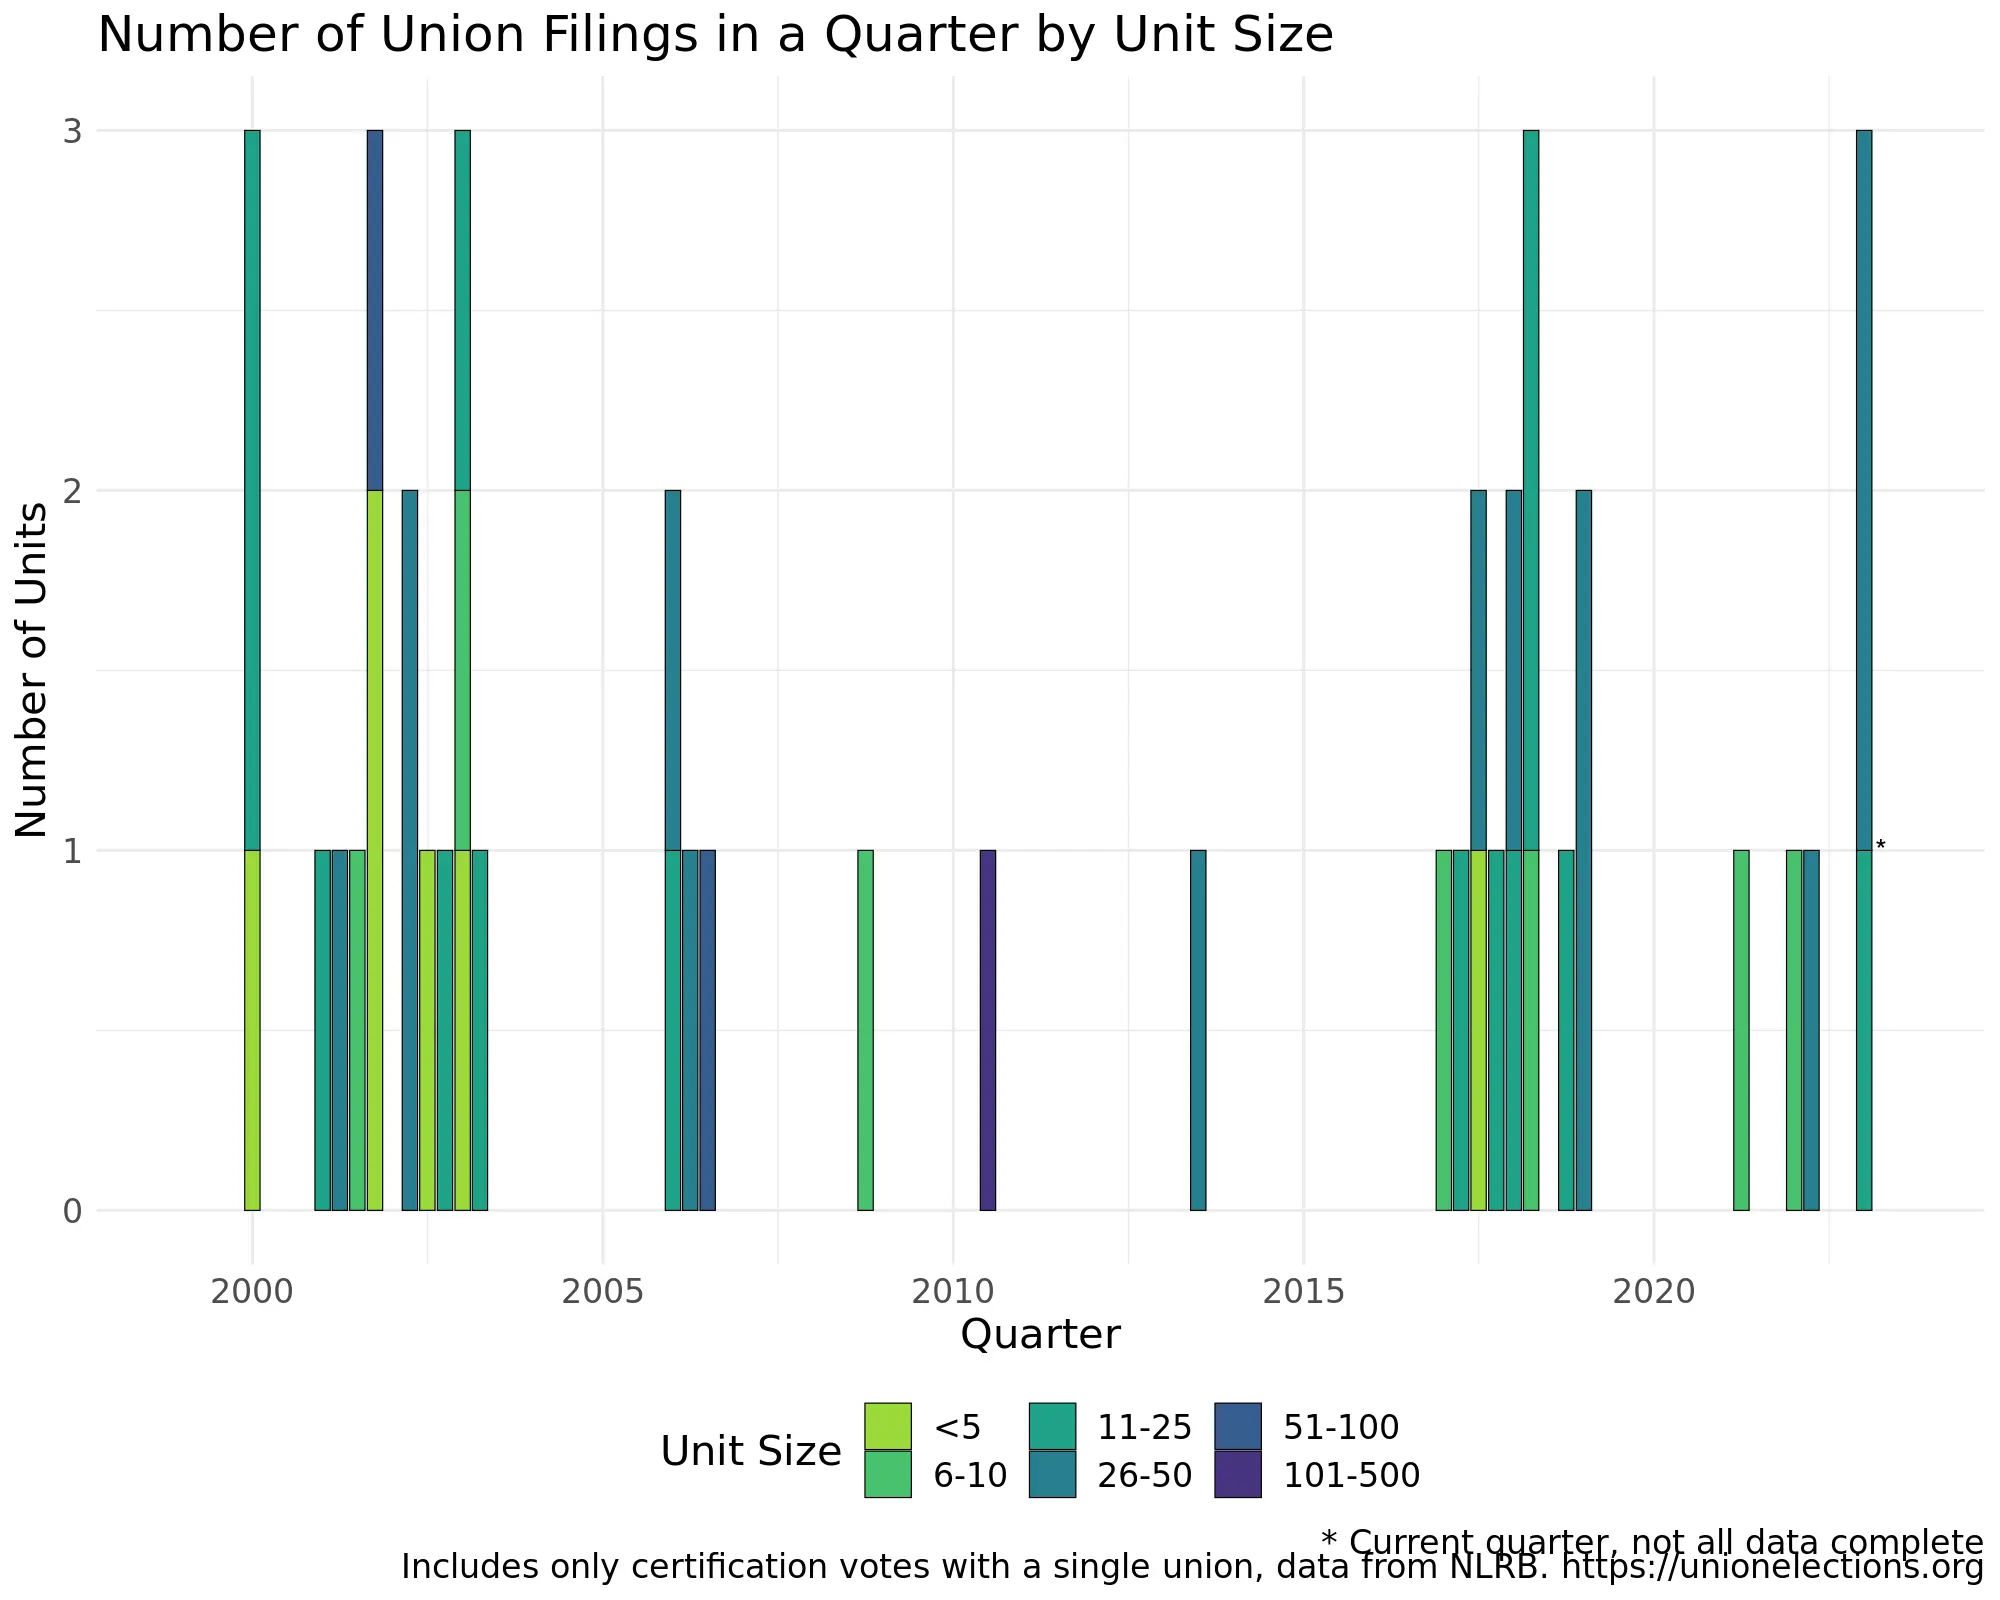 Number of Union Filings in a Quarter by Unit Size
3
2
1
0
Number of Units
*
2000 2005 2010 2015 2020
Quarter
Unit Size
<5 11-25 51-100
6-10 26-50 101-500
* Current quarter, not all data complete
Includes only certification votes with a single union, data from NLRB. https://unionelections.org